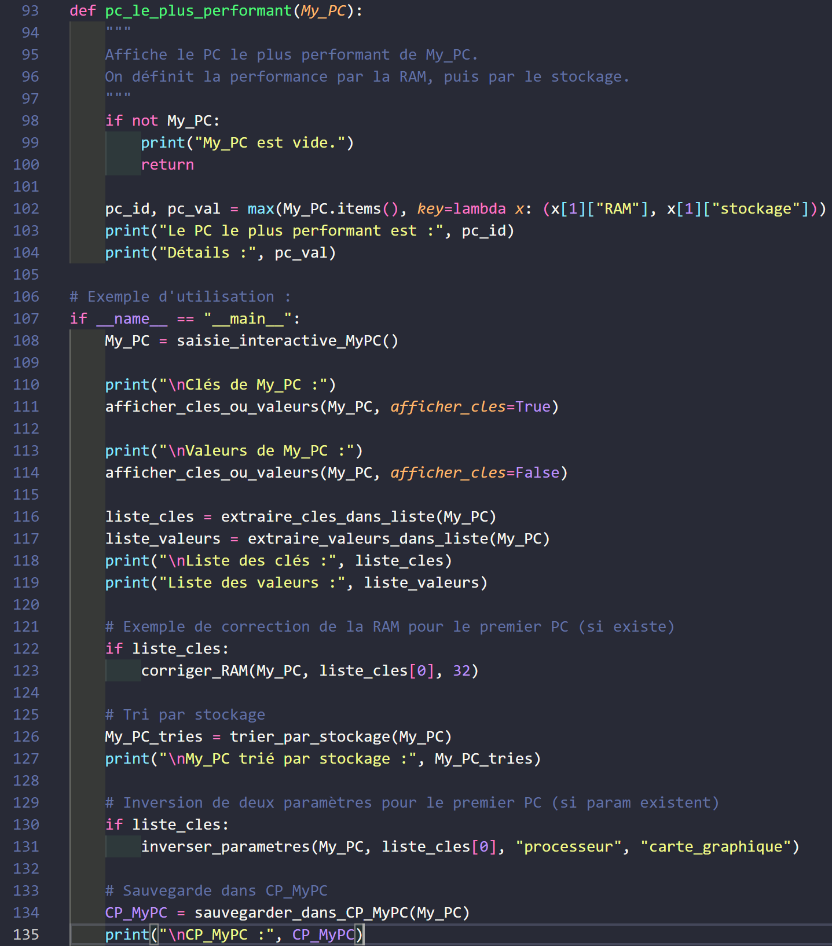 93 def pc_le_plus_performant(My_PC):
94     """
95     Affiche le PC le plus performant de My_PC.
96     On définit la performance par la RAM, puis par le stockage.
97     """
98     if not My_PC:
99         print("My_PC est vide.")
100         return
101
102     pc_id, pc_val = max(My_PC.items(), key=lambda x: (x[1]["RAM"], x[1]["stockage"]))
103     print("Le PC le plus performant est :", pc_id)
104     print("Détails :", pc_val)
105
106 # Exemple d'utilisation :
107 if __name__ == "__main__":
108     My_PC = saisie_interactive_MyPC()
109
110     print("\nClés de My_PC :")
111     afficher_cles_ou_valeurs(My_PC, afficher_cles=True)
112
113     print("\nValeurs de My_PC :")
114     afficher_cles_ou_valeurs(My_PC, afficher_cles=False)
115
116     liste_cles = extraire_cles_dans_liste(My_PC)
117     liste_valeurs = extraire_valeurs_dans_liste(My_PC)
118     print("\nListe des clés :", liste_cles)
119     print("Liste des valeurs :", liste_valeurs)
120
121     # Exemple de correction de la RAM pour le premier PC (si existe)
122     if liste_cles:
123         corriger_RAM(My_PC, liste_cles[0], 32)
124
125     # Tri par stockage
126     My_PC_tries = trier_par_stockage(My_PC)
127     print("\nMy_PC trié par stockage :", My_PC_tries)
128
129     # Inversion de deux paramètres pour le premier PC (si param existent)
130     if liste_cles:
131         inverser_parametres(My_PC, liste_cles[0], "processeur", "carte_graphique")
132
133     # Sauvegarde dans CP_MyPC
134     CP_MyPC = sauvegarder_dans_CP_MyPC(My_PC)
135     print("\nCP_MyPC :", CP_MyPC)